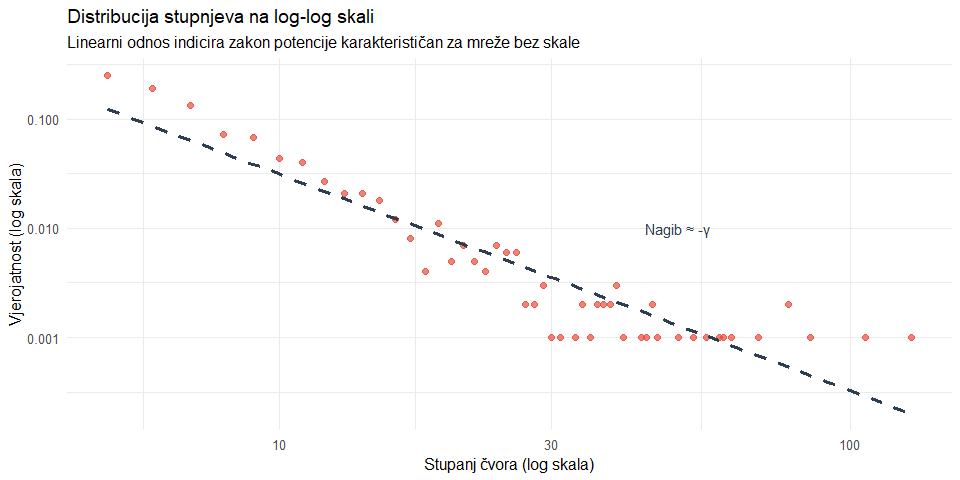 Distribucija stupnjeva na log-log skali
Linearni odnos indicira zakon potencije karakterističan za mreže bez skale
Vjerojatnost (log skala)
0.100
0.010
0.001
Nagib ≈ -γ
10
30
100
Stupanj čvora (log skala)